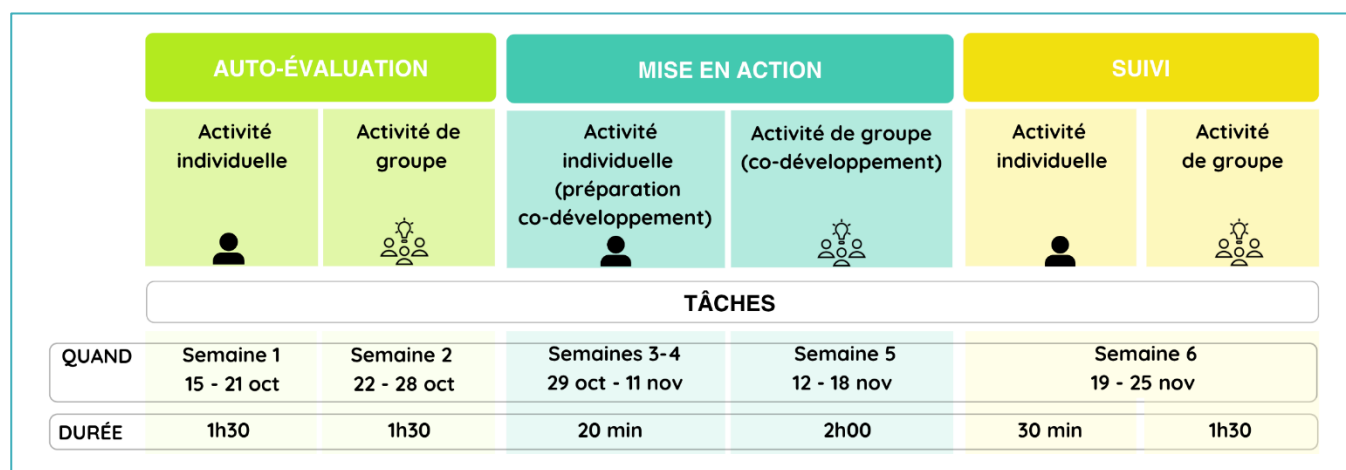 AUTO-ÉVALUATION
MISE EN ACTION
SUIVI
Activité
individuelle
Activité de
groupe
Activité
individuelle
(préparation
co-développement)
Activité de groupe
(co-développement)
Activité
individuelle
Activité
de groupe
TÂCHES
QUAND
Semaine 1
15 - 21 oct
Semaine 2
22 - 28 oct
Semaines 3-4
29 oct - 11 nov
Semaine 5
12 - 18 nov
Semaine 6
19 - 25 nov
DURÉE
1h30
1h30
20 min
2h00
30 min
1h30